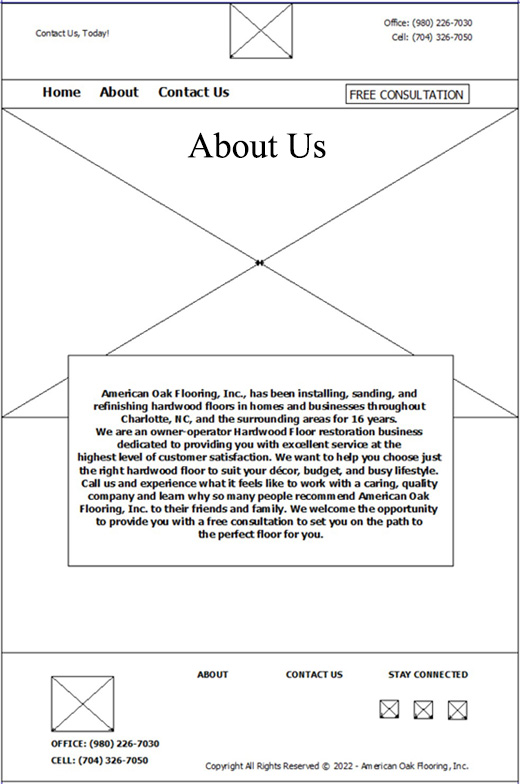 Contact Us, Today!
Office: (980) 226-7030
Cell: (704) 326-7050
Home About Contact Us FREE CONSULTATION
About Us
American Oak Flooring, Inc., has been installing, sanding, and
refinishing hardwood floors in homes and businesses throughout
Charlotte, NC, and the surrounding areas for 16 years.
We are an owner-operator Hardwood Floor restoration business
dedicated to providing you with excellent service at the
highest level of customer satisfaction. We want to help you choose just
the right hardwood floor to suit your décor, budget, and busy lifestyle.
Call us and experience what it feels like to work with a caring, quality
company and learn why so many people recommend American Oak
Flooring, Inc. to their friends and family. We welcome the opportunity
to provide you with a free consultation to set you on the path to
the perfect floor for you.
ABOUT CONTACT US STAY CONNECTED
OFFICE: (980) 226-7030
CELL: (704) 326-7050
Copyright All Rights Reserved © 2022 - American Oak Flooring, Inc.